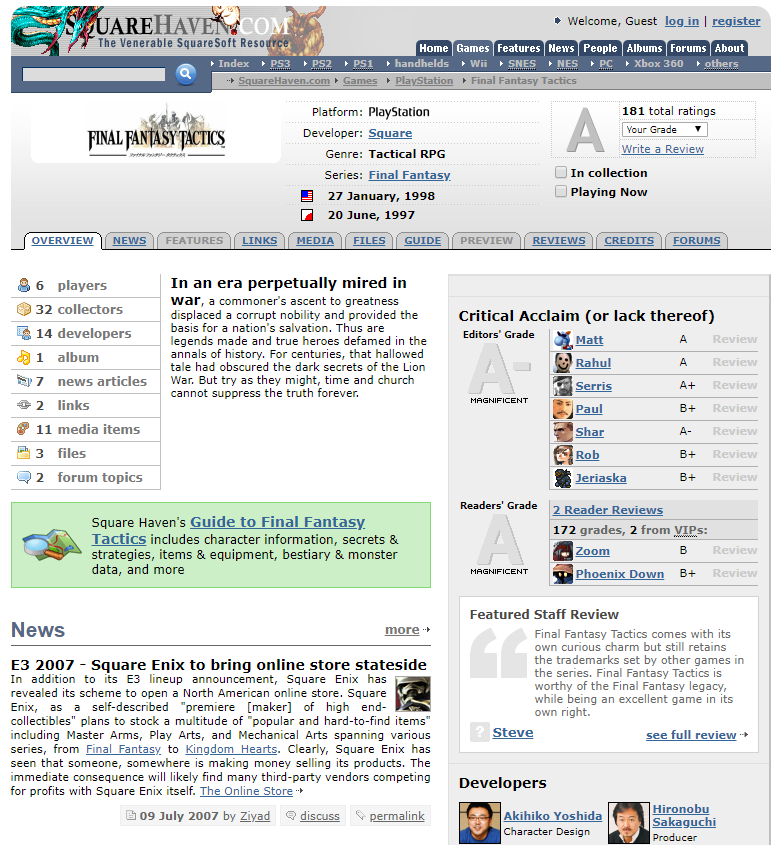 SQUAREHAVEN.COM
The Venerable SquareSoft Resource
Welcome, Guest log in | register
Home Games Features News People Albums Forums About
Index PS3 PS2 PS1 handhelds Wii SNES NES PC Xbox 360 others
SquareHaven.com Games PlayStation Final Fantasy Tactics
FINAL FANTASY TACTICS
Platform: PlayStation
Developer: Square
Genre: Tactical RPG
Series: Final Fantasy
27 January, 1998
20 June, 1997
A
181 total ratings
Your Grade
Write a Review
In collection
Playing Now
OVERVIEW NEWS FEATURES LINKS MEDIA FILES GUIDE PREVIEW REVIEWS CREDITS FORUMS
6 players
32 collectors
14 developers
1 album
7 news articles
2 links
11 media items
3 files
2 forum topics
In an era perpetually mired in
war, a commoner's ascent to greatness
displaced a corrupt nobility and provided the
basis for a nation's salvation. Thus are
legends made and true heroes defamed in the
annals of history. For centuries, that hallowed
tale had obscured the dark secrets of the Lion
War. But try as they might, time and church
cannot suppress the truth forever.
Square Haven's Guide to Final Fantasy
Tactics includes character information, secrets &
strategies, items & equipment, bestiary & monster
data, and more
News more
E3 2007 - Square Enix to bring online store stateside
In addition to its E3 lineup announcement, Square Enix has
revealed its scheme to open a North American online store. Square
Enix, as a self-described "premiere [maker] of high end-
collectibles" plans to stock a multitude of "popular and hard-to-find items"
including Master Arms, Play Arts, and Mechanical Arts spanning various
series, from Final Fantasy to Kingdom Hearts. Clearly, Square Enix has
seen that someone, somewhere is making money selling its products. The
immediate consequence will likely find many third-party vendors competing
for profits with Square Enix itself. The Online Store
09 July 2007 by Ziyad discuss permalink
Critical Acclaim (or lack thereof)
Editors' Grade
A-
MAGNIFICENT
Matt A Review
Rahul A Review
Serris A+ Review
Paul B+ Review
Shar A- Review
Rob B+ Review
Jeriaska B+ Review
Readers' Grade
A
MAGNIFICENT
2 Reader Reviews
172 grades, 2 from VIPs:
Zoom B Review
Phoenix Down B+ Review
Featured Staff Review
Final Fantasy Tactics comes with its
own curious charm but still retains
the trademarks set by other games in
the series. Final Fantasy Tactics is
worthy of the Final Fantasy legacy,
while being an excellent game in its
own right.
? Steve see full review
Developers
Akihiko Yoshida
Character Design
Hironobu
Sakaguchi
Producer